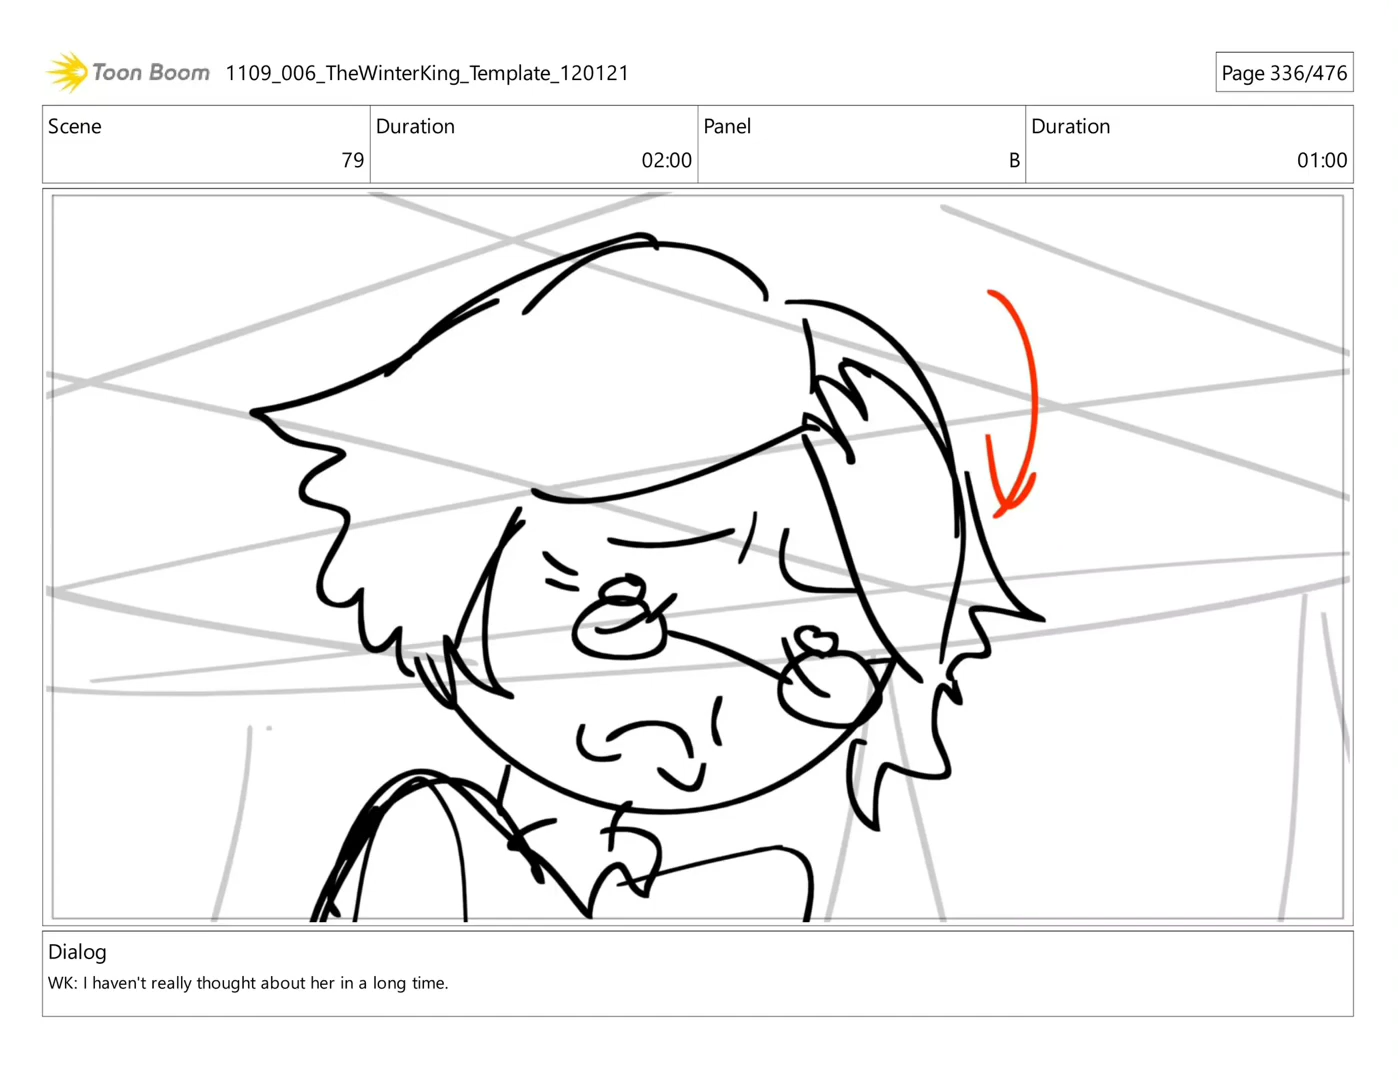 Toon Boom 1109_006_TheWinterKing_Template_120121 Page 336/476
Scene Duration Panel Duration
79 02:00 B 01:00
Dialog
WK: I haven't really thought about her in a long time.